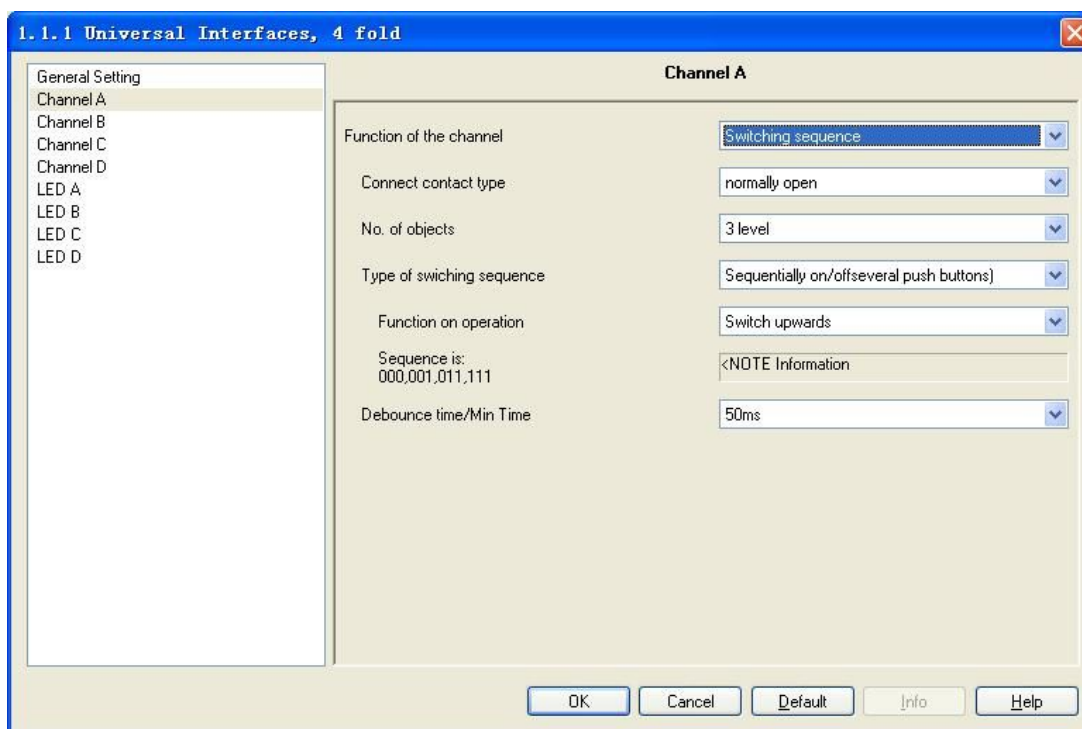 1.1.1 Universal Interfaces, 4 fold
General Setting
Channel A
Channel B
Channel C
Channel D
LED A
LED B
LED C
LED D
Channel A
Function of the channel Switching sequence
Connect contact type normally open
No. of objects 3 level
Type of swiching sequence Sequentially on/offseveral push buttons)
Function on operation Switch upwards
Sequence is:
000,001,011,111
<NOTE Information
Debounce time/Min Time 50ms
OK Cancel Default Info Help